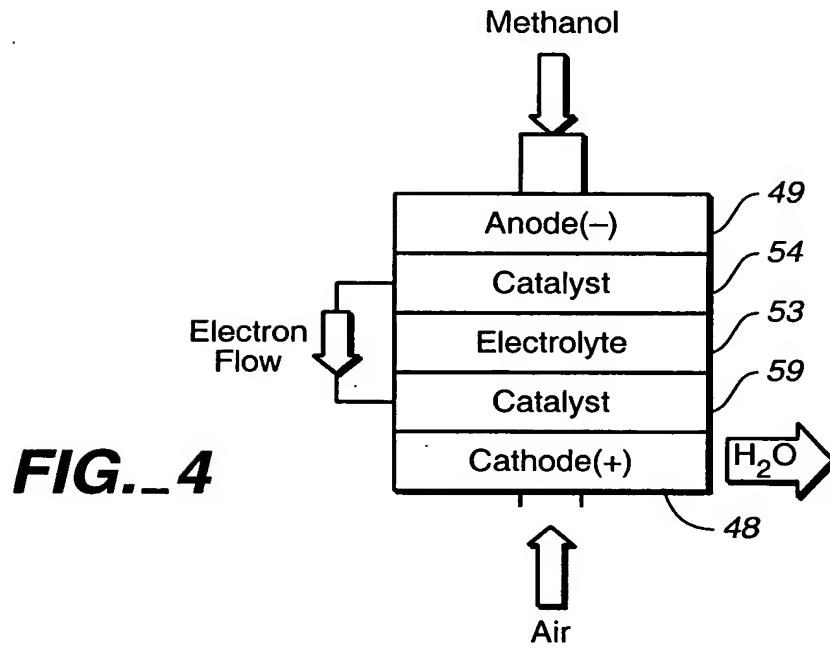 Methanol
Anode(–)
49
Catalyst
54
Electrolyte
53
Electron
Flow
Catalyst
59
Cathode(+)
H2O
48
FIG._4
Air